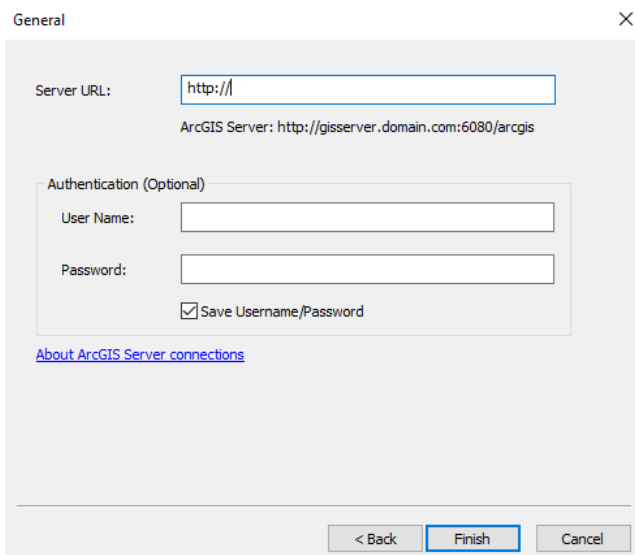 General
Server URL: http://
ArcGIS Server: http://gisserver.domain.com:6080/arcgis
Authentication (Optional)
User Name:
Password:
Save Username/Password
About ArcGIS Server connections
< Back Finish Cancel